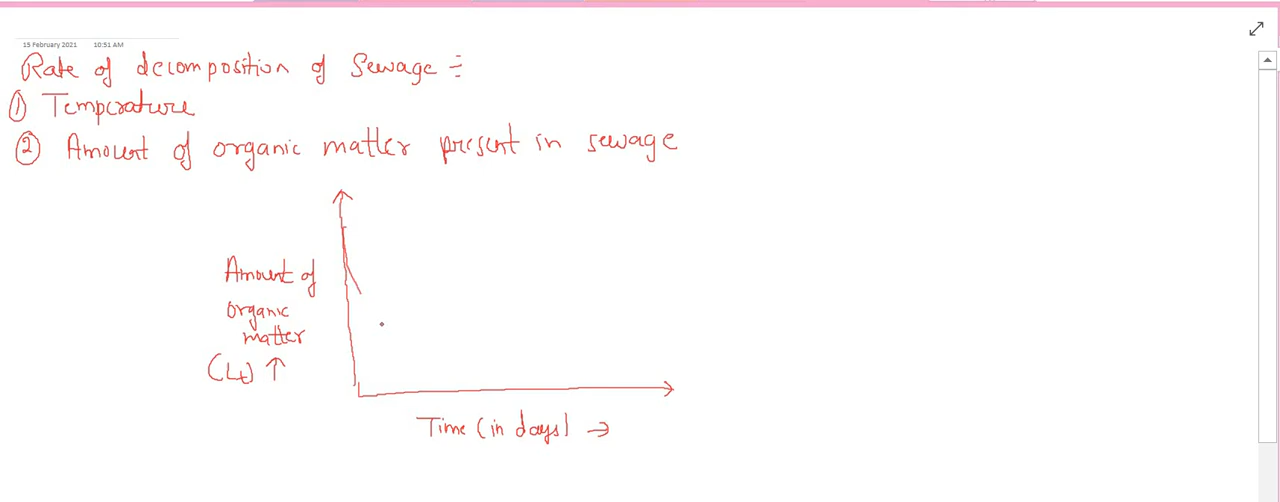 15 February 2021 10:51 AM
Rate of decomposition of Sewage ÷
① Temperature
② Amount of organic matter present in sewage
Amount of
organic
matter
(Lt) ↑
Time (in days) →